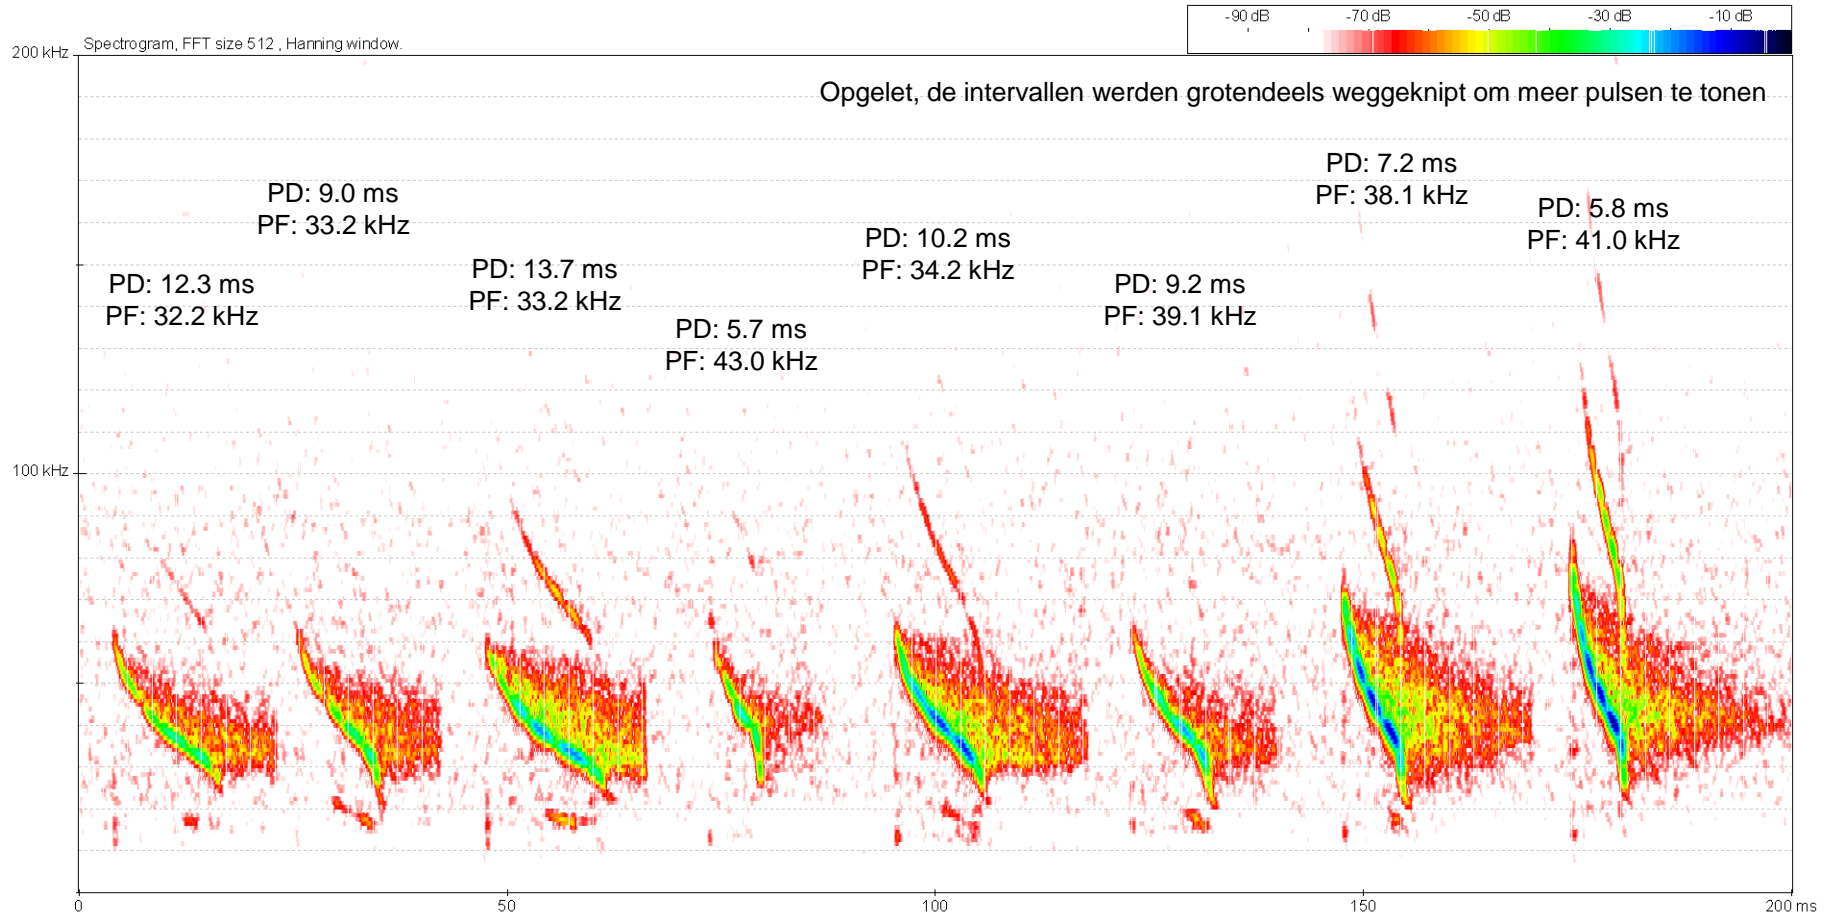 -90 dB -70 dB -50 dB -30 dB -10 dB
Spectrogram, FFT size 512 , Hanning window.
200 kHz
Opgelet, de intervallen werden grotendeels weggeknipt om meer pulsen te tonen
PD: 12.3 ms
PF: 32.2 kHz
PD: 9.0 ms
PF: 33.2 kHz
PD: 13.7 ms
PF: 33.2 kHz
PD: 5.7 ms
PF: 43.0 kHz
PD: 10.2 ms
PF: 34.2 kHz
PD: 9.2 ms
PF: 39.1 kHz
PD: 7.2 ms
PF: 38.1 kHz
PD: 5.8 ms
PF: 41.0 kHz
100 kHz
0 50 100 150 200 ms